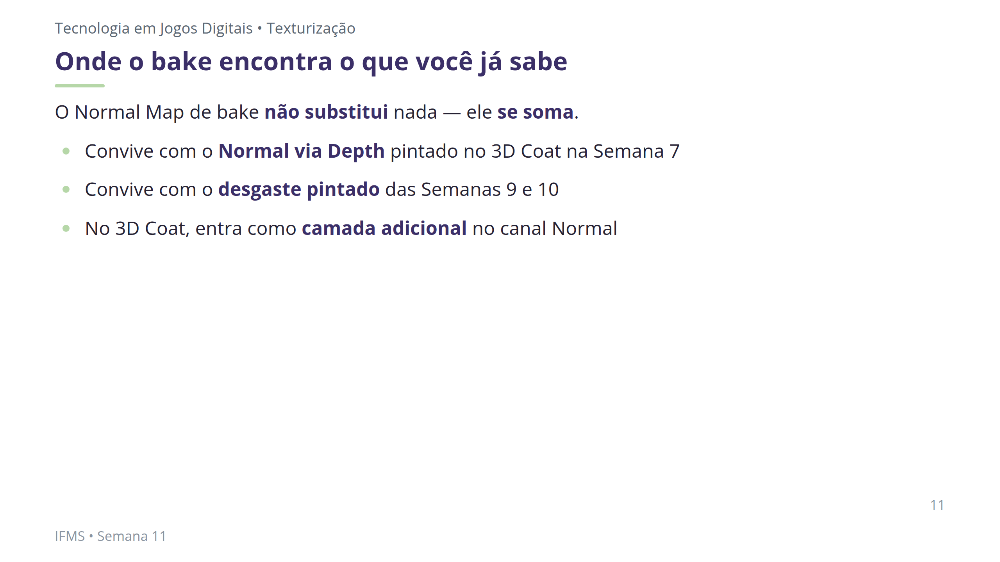 Tecnologia em Jogos Digitais • Texturização
Onde o bake encontra o que você já sabe
O Normal Map de bake não substitui nada — ele se soma.
• Convive com o Normal via Depth pintado no 3D Coat na Semana 7
• Convive com o desgaste pintado das Semanas 9 e 10
• No 3D Coat, entra como camada adicional no canal Normal
11
IFMS • Semana 11